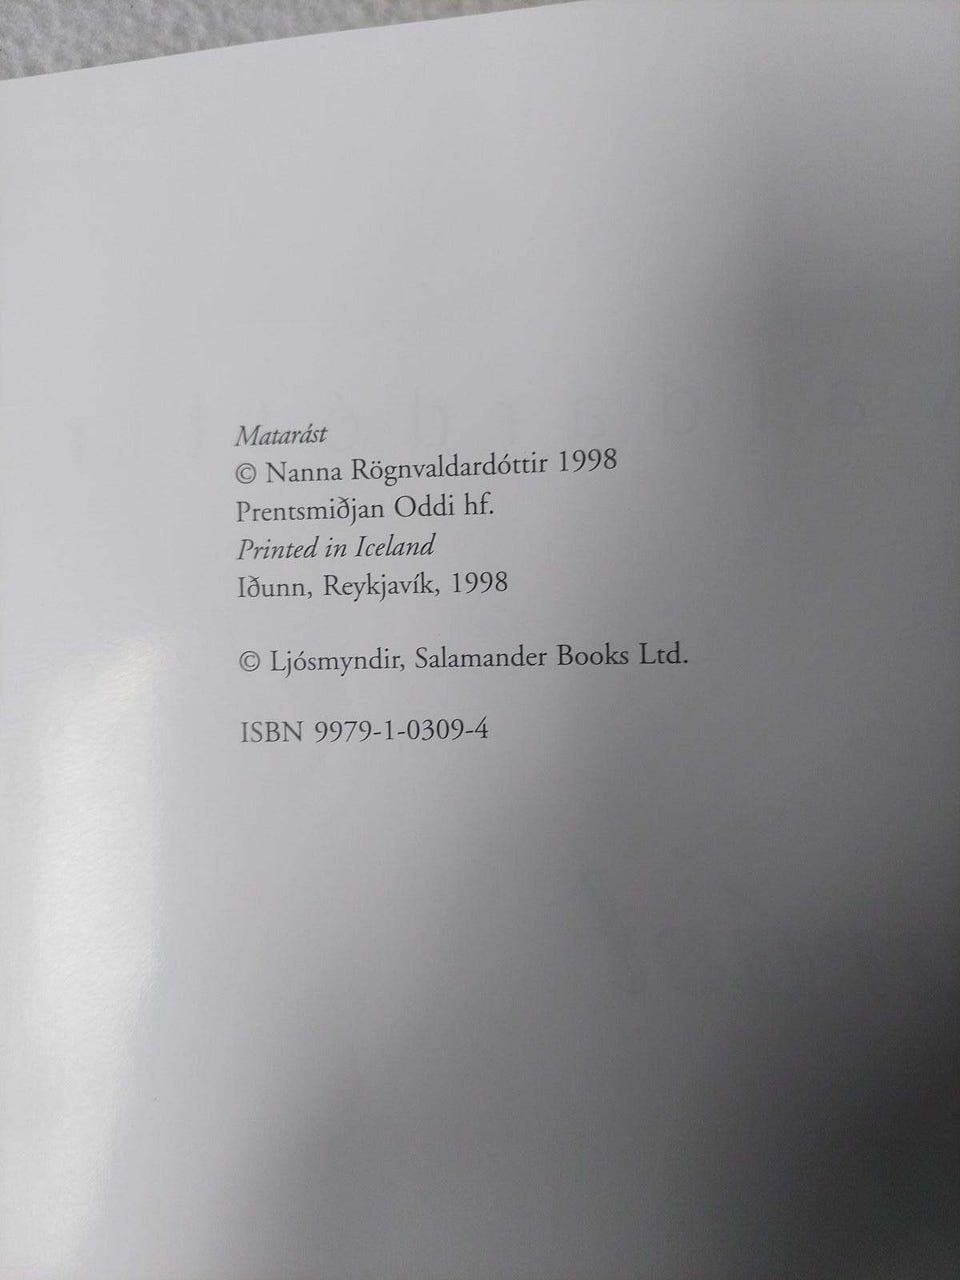 Matarást
© Nanna Rögnvaldardóttir 1998
Prentsmiðjan Oddi hf.
Printed in Iceland
Iðunn, Reykjavík, 1998
© Ljósmyndir, Salamander Books Ltd.
ISBN 9979-1-0309-4